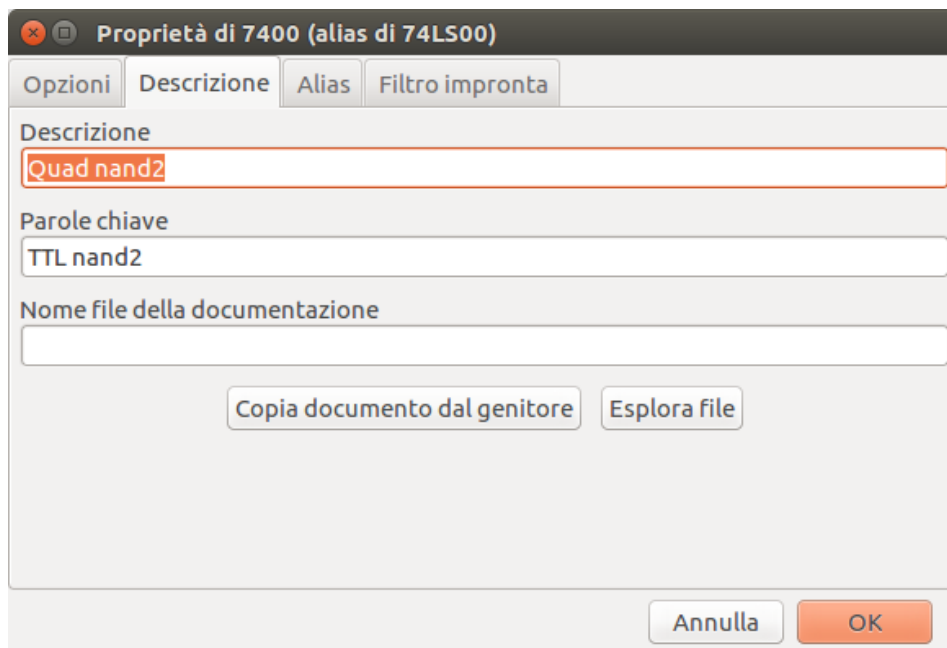 Proprietà di 7400 (alias di 74LS00)
Opzioni Descrizione Alias Filtro impronta
Descrizione
Quad nand2
Parole chiave
TTL nand2
Nome file della documentazione
Copia documento dal genitore Esplora file
Annulla OK